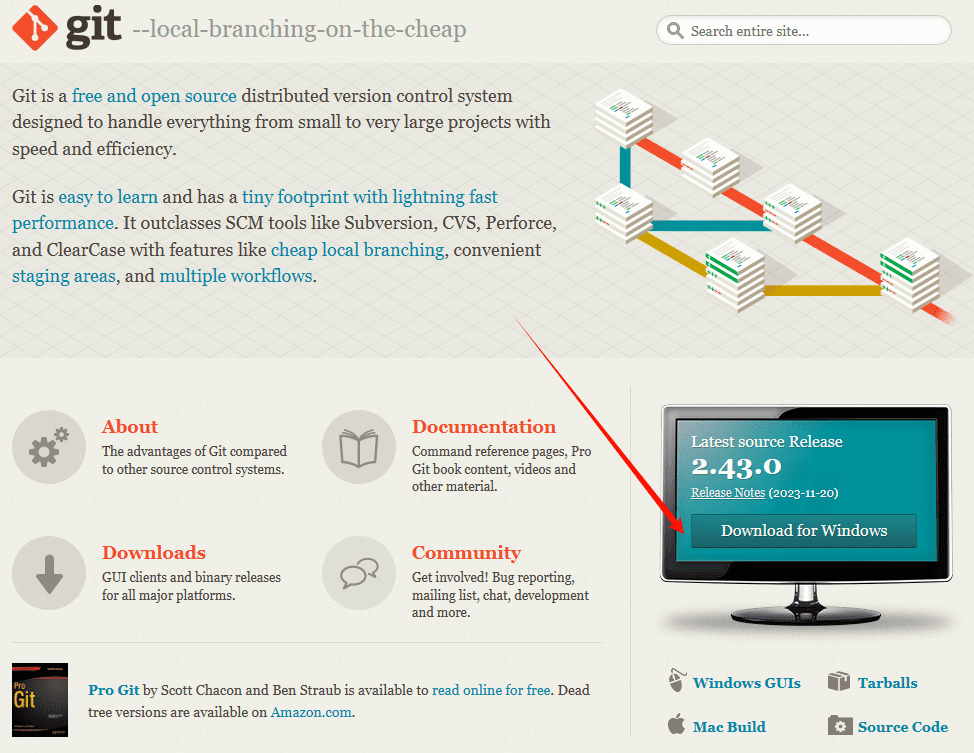 git --local-branching-on-the-cheap
Search entire site...
Git is a free and open source distributed version control system
designed to handle everything from small to very large projects with
speed and efficiency.
Git is easy to learn and has a tiny footprint with lightning fast
performance. It outclasses SCM tools like Subversion, CVS, Perforce,
and ClearCase with features like cheap local branching, convenient
staging areas, and multiple workflows.
About
The advantages of Git compared
to other source control systems.
Documentation
Command reference pages, Pro
Git book content, videos and
other material.
Downloads
GUI clients and binary releases
for all major platforms.
Community
Get involved! Bug reporting,
mailing list, chat, development
and more.
Latest source Release
2.43.0
Release Notes (2023-11-20)
Download for Windows
Pro
Git
Pro Git by Scott Chacon and Ben Straub is available to read online for free. Dead
tree versions are available on Amazon.com.
Windows GUIs
Tarballs
Mac Build
Source Code